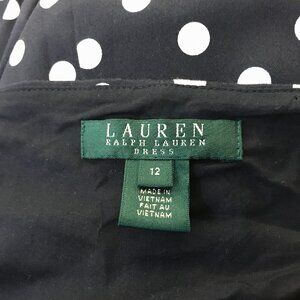 LAUREN
RALPH LAUREN
DRESS
12
MADE IN
VIETNAM
FAIT AU
VIETNAM